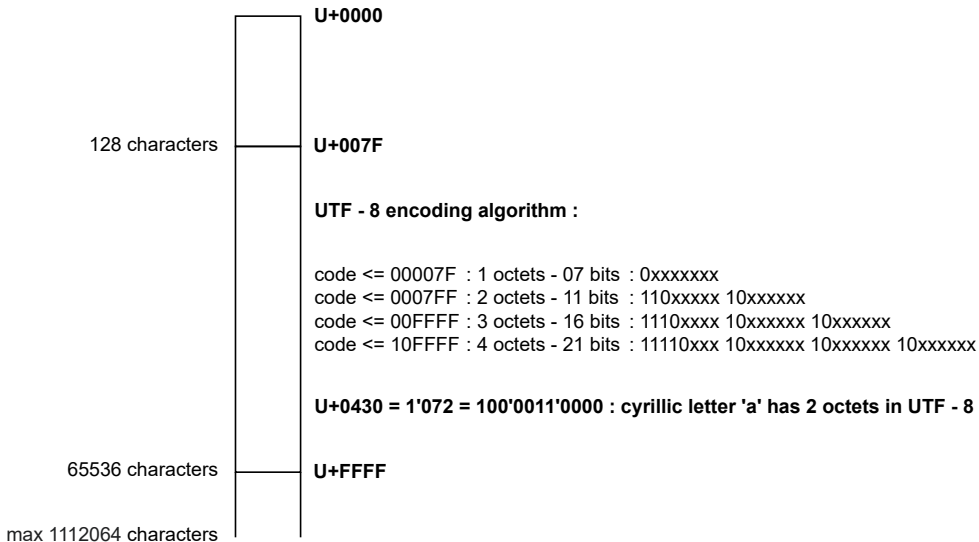 U+0000
128 characters U+007F
UTF - 8 encoding algorithm :
code <= 00007F : 1 octets - 07 bits : 0xxxxxxx
code <= 0007FF : 2 octets - 11 bits : 110xxxxx 10xxxxxx
code <= 00FFFF : 3 octets - 16 bits : 1110xxxx 10xxxxxx 10xxxxxx
code <= 10FFFF : 4 octets - 21 bits : 11110xxx 10xxxxxx 10xxxxxx 10xxxxxx
U+0430 = 1'072 = 100'0011'0000 : cyrillic letter 'a' has 2 octets in UTF - 8
65536 characters U+FFFF
max 1112064 characters